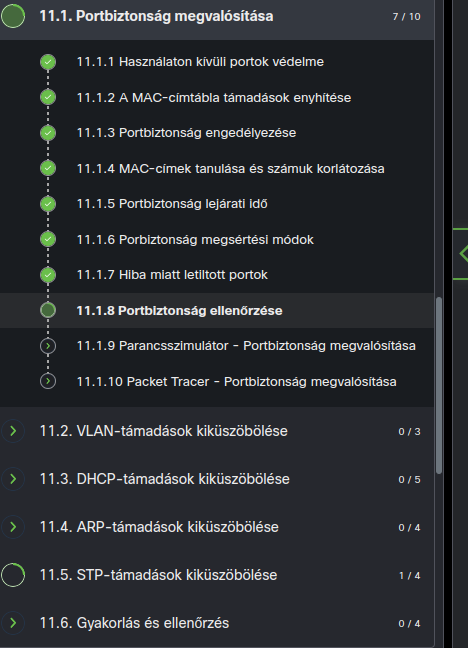 11.1. Portbiztonság megvalósítása 7 / 10
11.1.1 Használaton kívüli portok védelme
11.1.2 A MAC-címtábla támadások enyhítése
11.1.3 Portbiztonság engedélyezése
11.1.4 MAC-címek tanulása és számuk korlátozása
11.1.5 Portbiztonság lejárati idő
11.1.6 Porbiztonság megsértési módok
11.1.7 Hiba miatt letiltott portok
11.1.8 Portbiztonság ellenőrzése
11.1.9 Parancsszimulátor - Portbiztonság megvalósítása
11.1.10 Packet Tracer - Portbiztonság megvalósítása
11.2. VLAN-támadások kiküszöbölése 0 / 3
11.3. DHCP-támadások kiküszöbölése 0 / 5
11.4. ARP-támadások kiküszöbölése 0 / 4
11.5. STP-támadások kiküszöbölése 1 / 4
11.6. Gyakorlás és ellenőrzés 0 / 4